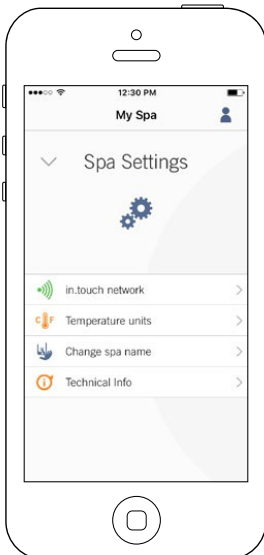 12:30 PM
My Spa
Spa Settings
in.touch network
C F Temperature units
Change spa name
i Technical Info